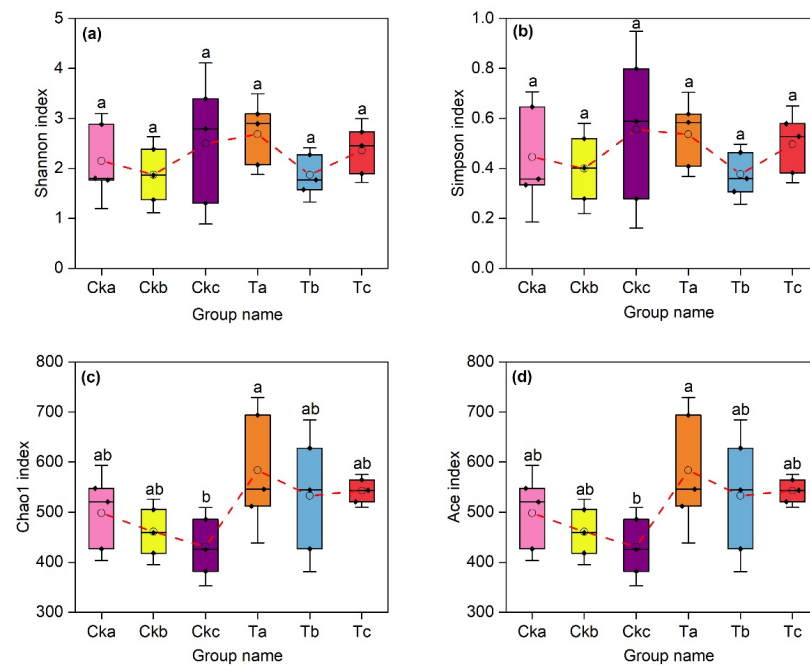 (a)
Shannon index
5
4
3
2
1
0
a a a a a a
Cka Ckb Ckc Ta Tb Tc
Group name
(b)
Simpson index
1.0
0.8
0.6
0.4
0.2
0.0
a a a a a a
Cka Ckb Ckc Ta Tb Tc
Group name
(c)
Chao1 index
800
700
600
500
400
300
ab ab b a ab ab
Cka Ckb Ckc Ta Tb Tc
Group name
(d)
Ace index
800
700
600
500
400
300
ab ab b a ab ab
Cka Ckb Ckc Ta Tb Tc
Group name